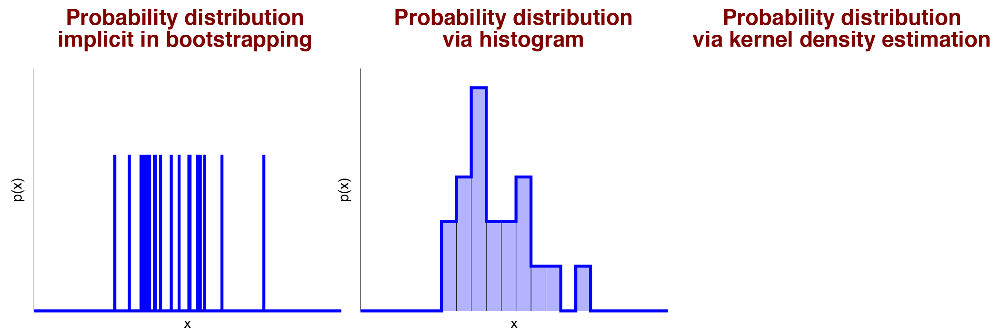 Probability distribution
implicit in bootstrapping
p(x)
x
Probability distribution
via histogram
p(x)
x
Probability distribution
via kernel density estimation